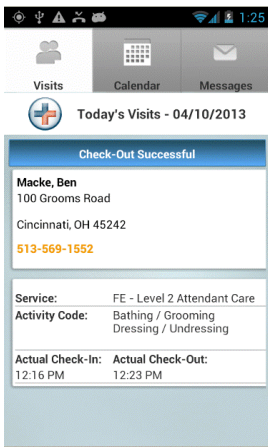 1:25
Visits Calendar Messages
Today's Visits - 04/10/2013
Check-Out Successful
Macke, Ben
100 Grooms Road
Cincinnati, OH 45242
513-569-1552
Service: FE - Level 2 Attendant Care
Activity Code: Bathing / Grooming
Dressing / Undressing
Actual Check-In: Actual Check-Out:
12:16 PM 12:23 PM